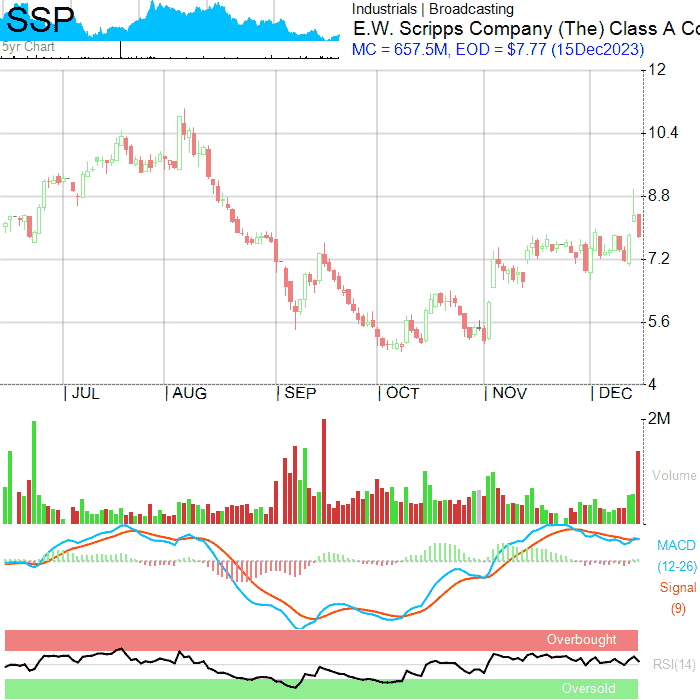 SSP
5yr Chart
Industrials | Broadcasting
E.W. Scripps Company (The) Class A Co
MC = 657.5M, EOD = $7.77 (15Dec2023)
12
10.4
8.8
7.2
5.6
4
JUL AUG SEP OCT NOV DEC
2M
Volume
MACD
(12-26)
Signal
(9)
Overbought
RSI(14)
Oversold